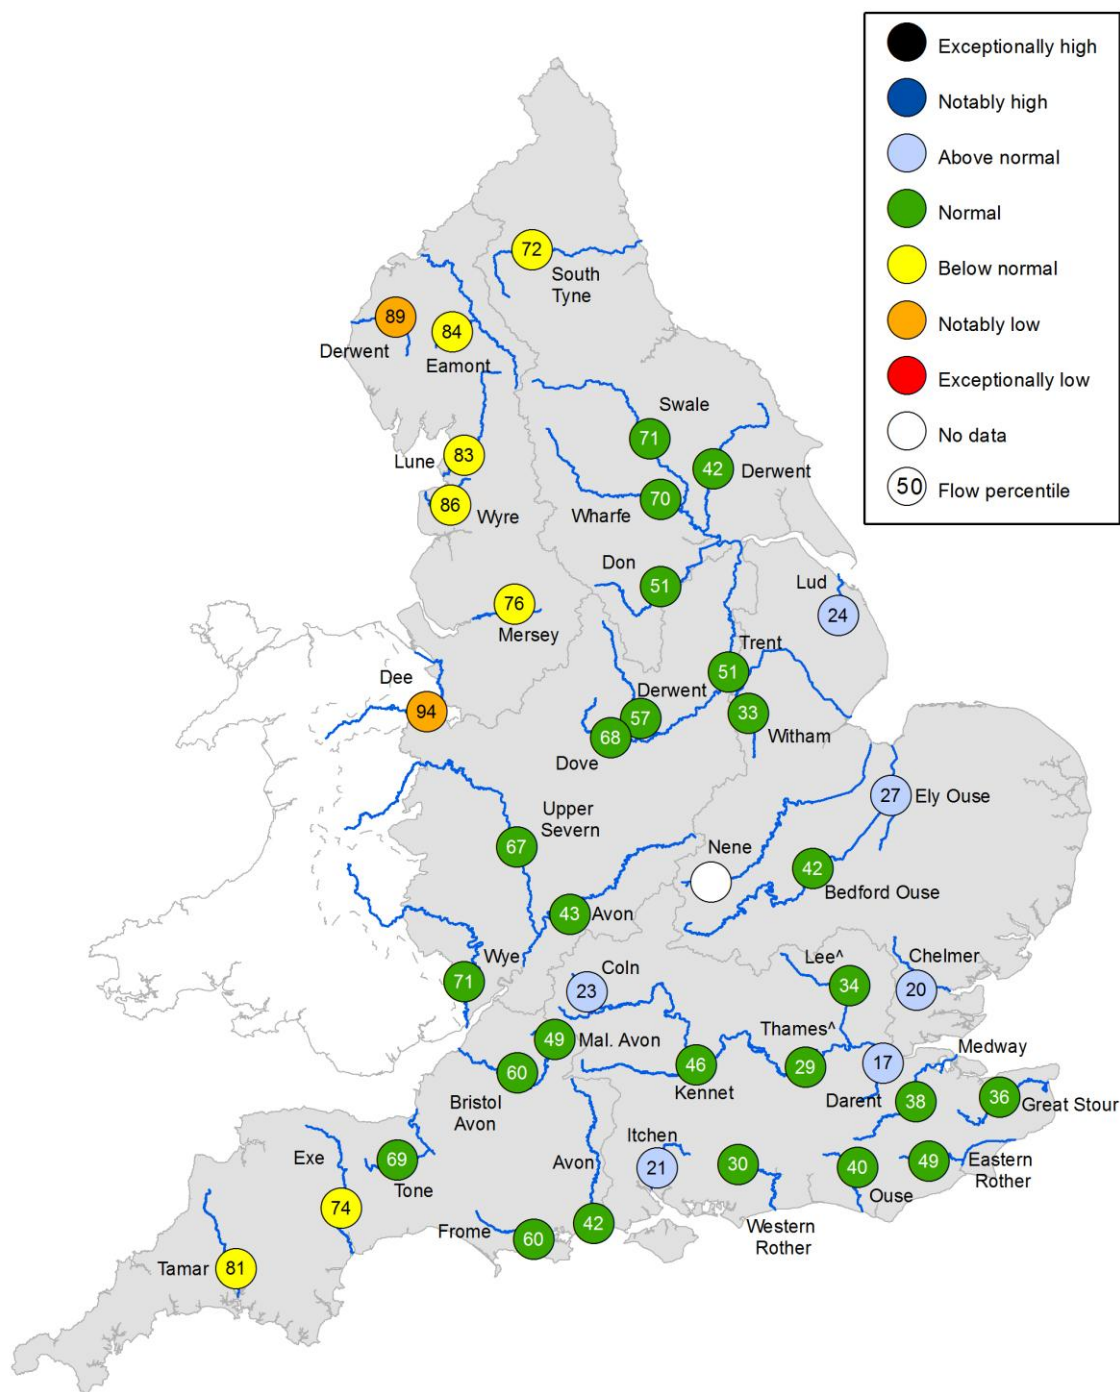 Exceptionally high
Notably high
Above normal
Normal
Below normal
Notably low
Exceptionally low
No data
50 Flow percentile
72
South
Tyne
89
Derwent
84
Eamont
Swale
71
42
Derwent
Lune
83
86
Wyre
70
Wharfe
Don
51
Lud
24
76
Mersey
Trent
51
Dee
94
Derwent
57
33
Witham
68
Dove
27
Ely Ouse
Upper
Severn
67
Nene
42
Bedford Ouse
43
Avon
Wye
71
Coln
23
Lee^
34
Chelmer
20
49
Mal. Avon
Thames^
29
17
Medway
60
Bristol
Avon
46
Kennet
Darent
38
36
Great Stour
Exe
69
Tone
Itchen
21
Avon
30
40
Ouse
49
Eastern
Rother
74
Frome
60
42
Western
Rother
Tamar
81